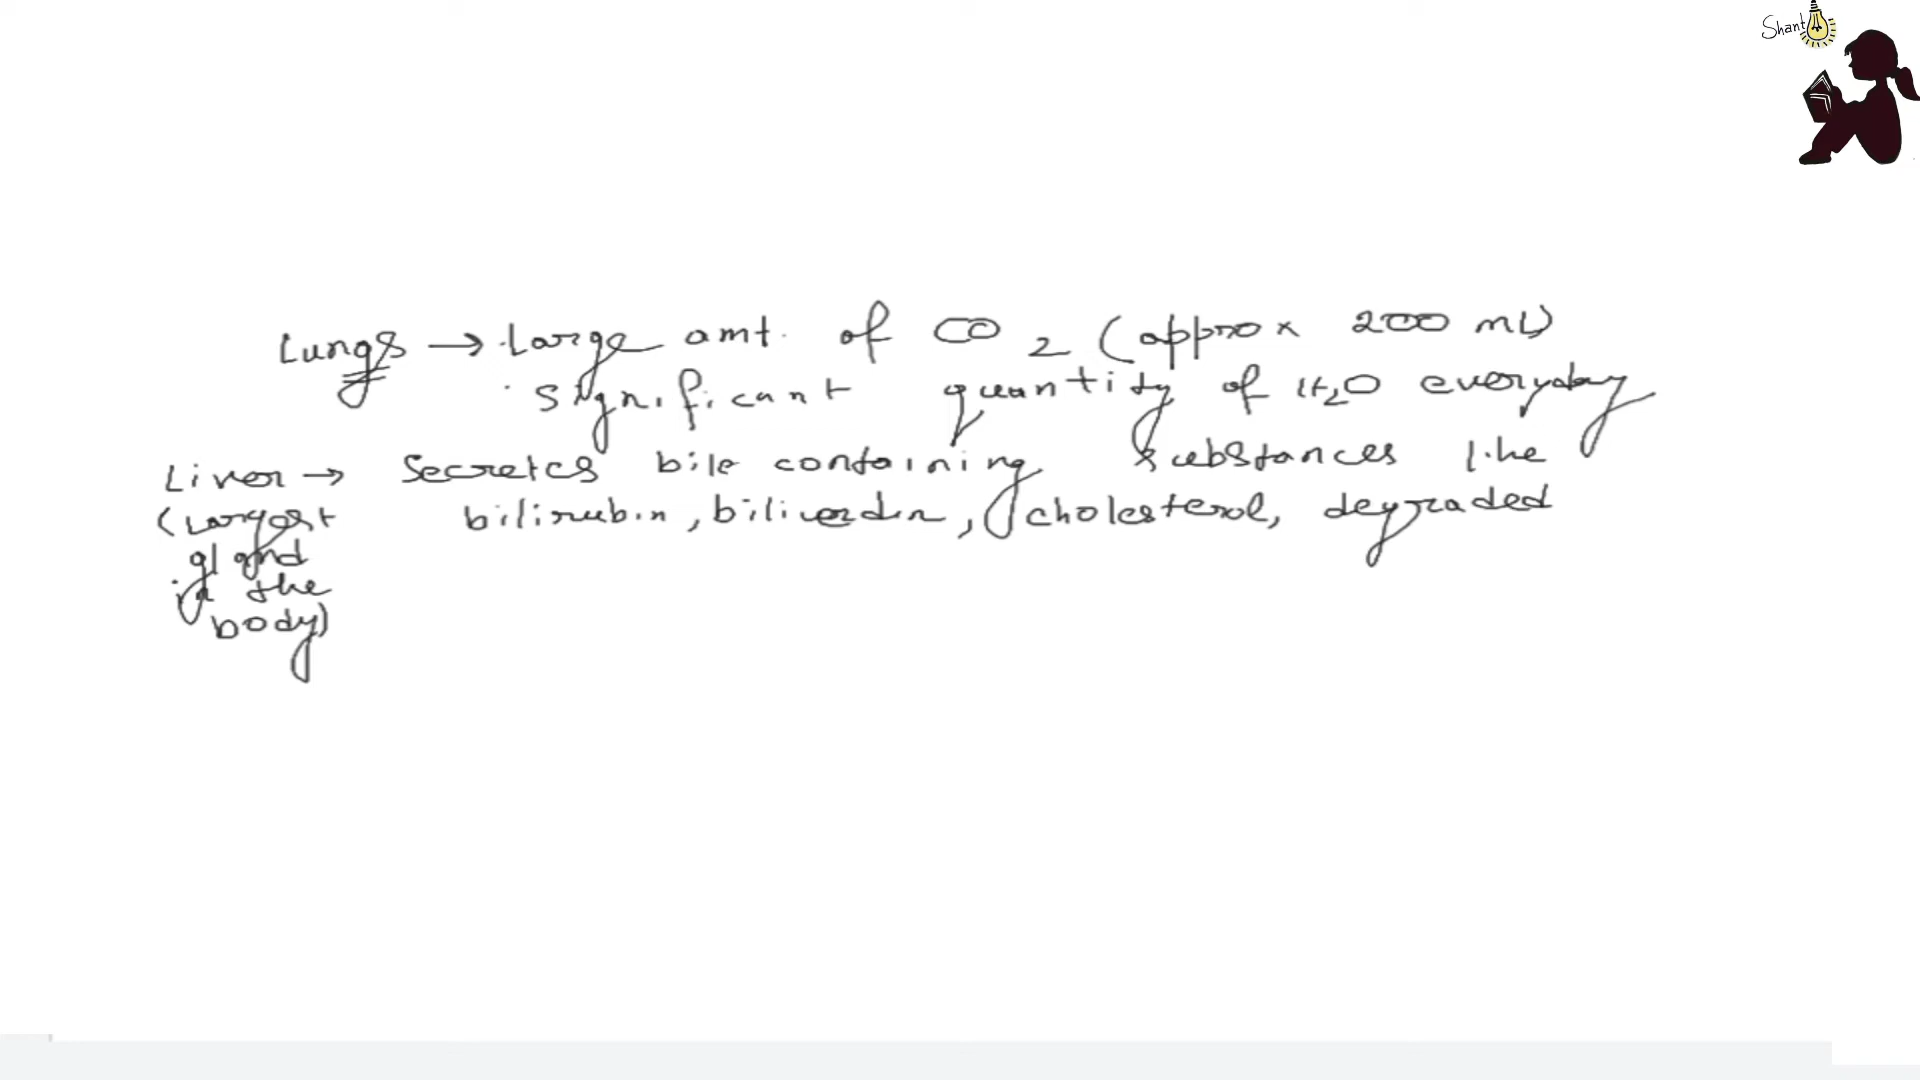 Shant
Lungs → Large amt. of CO2 (approx 200 mL)
significant quantity of H2O everyday
Liver → Secretes bile containing substances like
(Largest bilirubin, biliverdin, cholesterol, degraded
gland
in the
body)